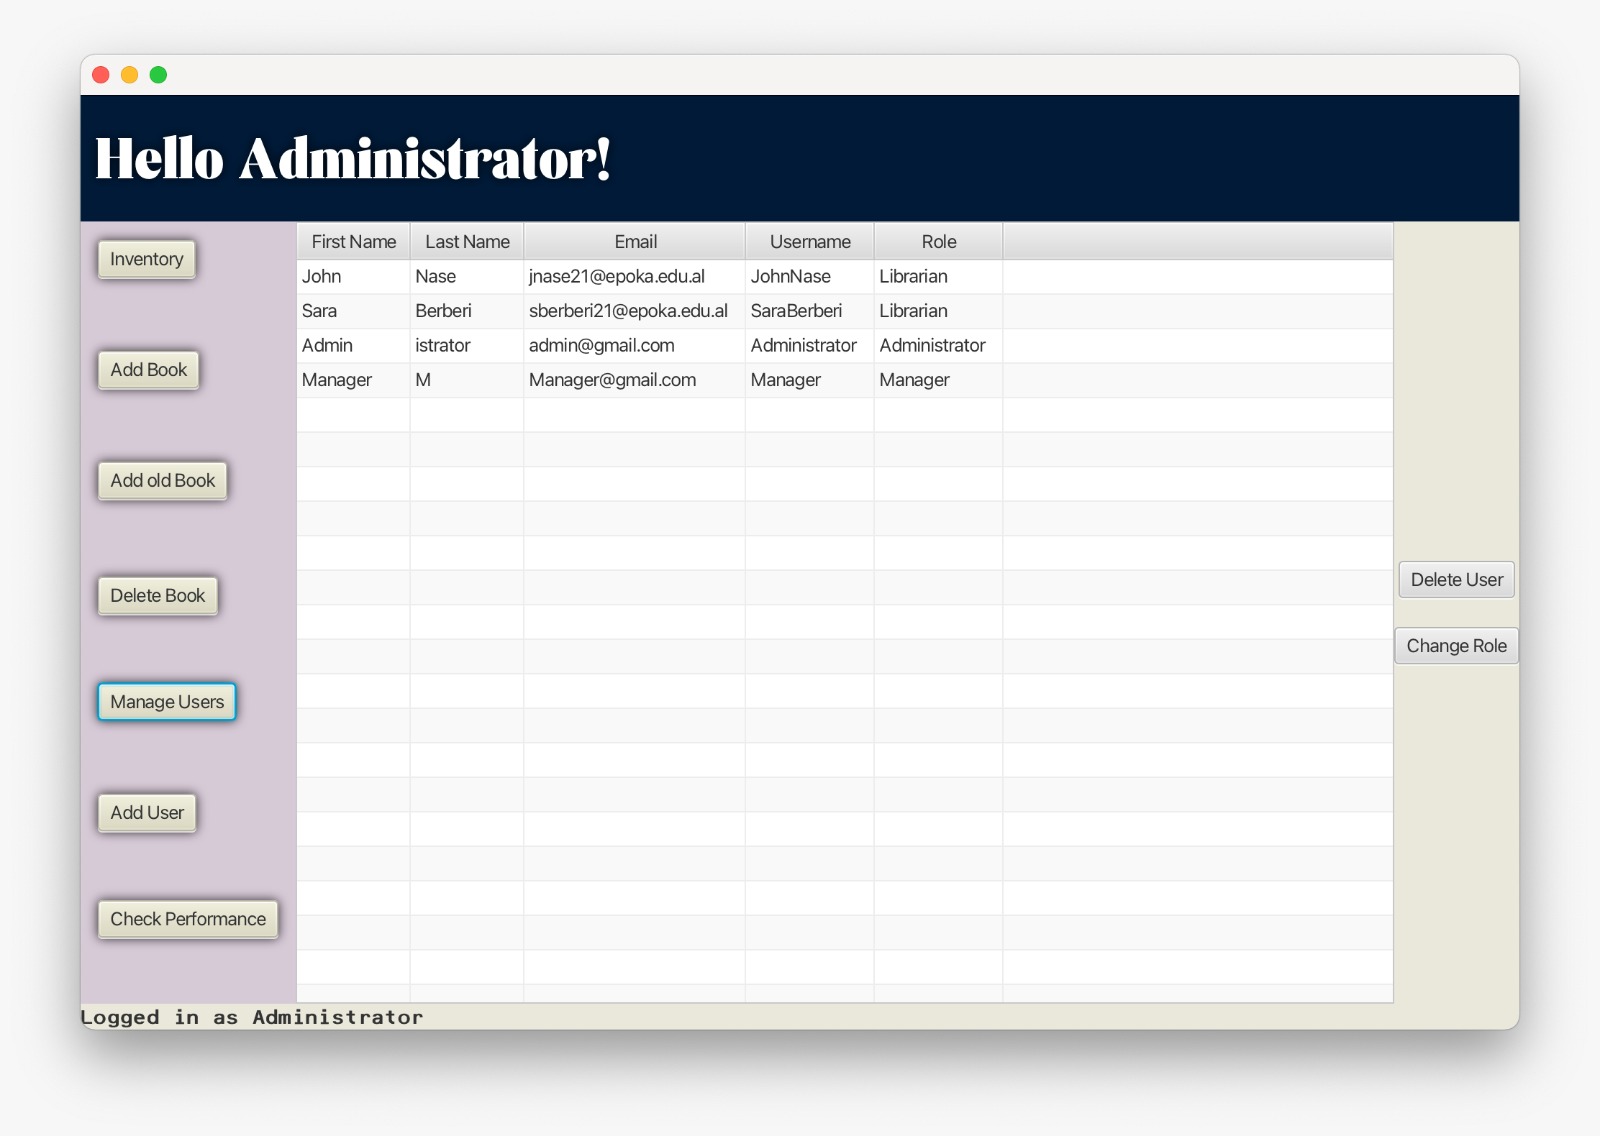 Hello Administrator!
Inventory
Add Book
Add old Book
Delete Book
Manage Users
Add User
Check Performance
First Name Last Name Email Username Role
John Nase jnase21@epoka.edu.al JohnNase Librarian
Sara Berberi sberberi21@epoka.edu.al SaraBerberi Librarian
Admin istrator admin@gmail.com Administrator Administrator
Manager M Manager@gmail.com Manager Manager
Delete User
Change Role
Logged in as Administrator